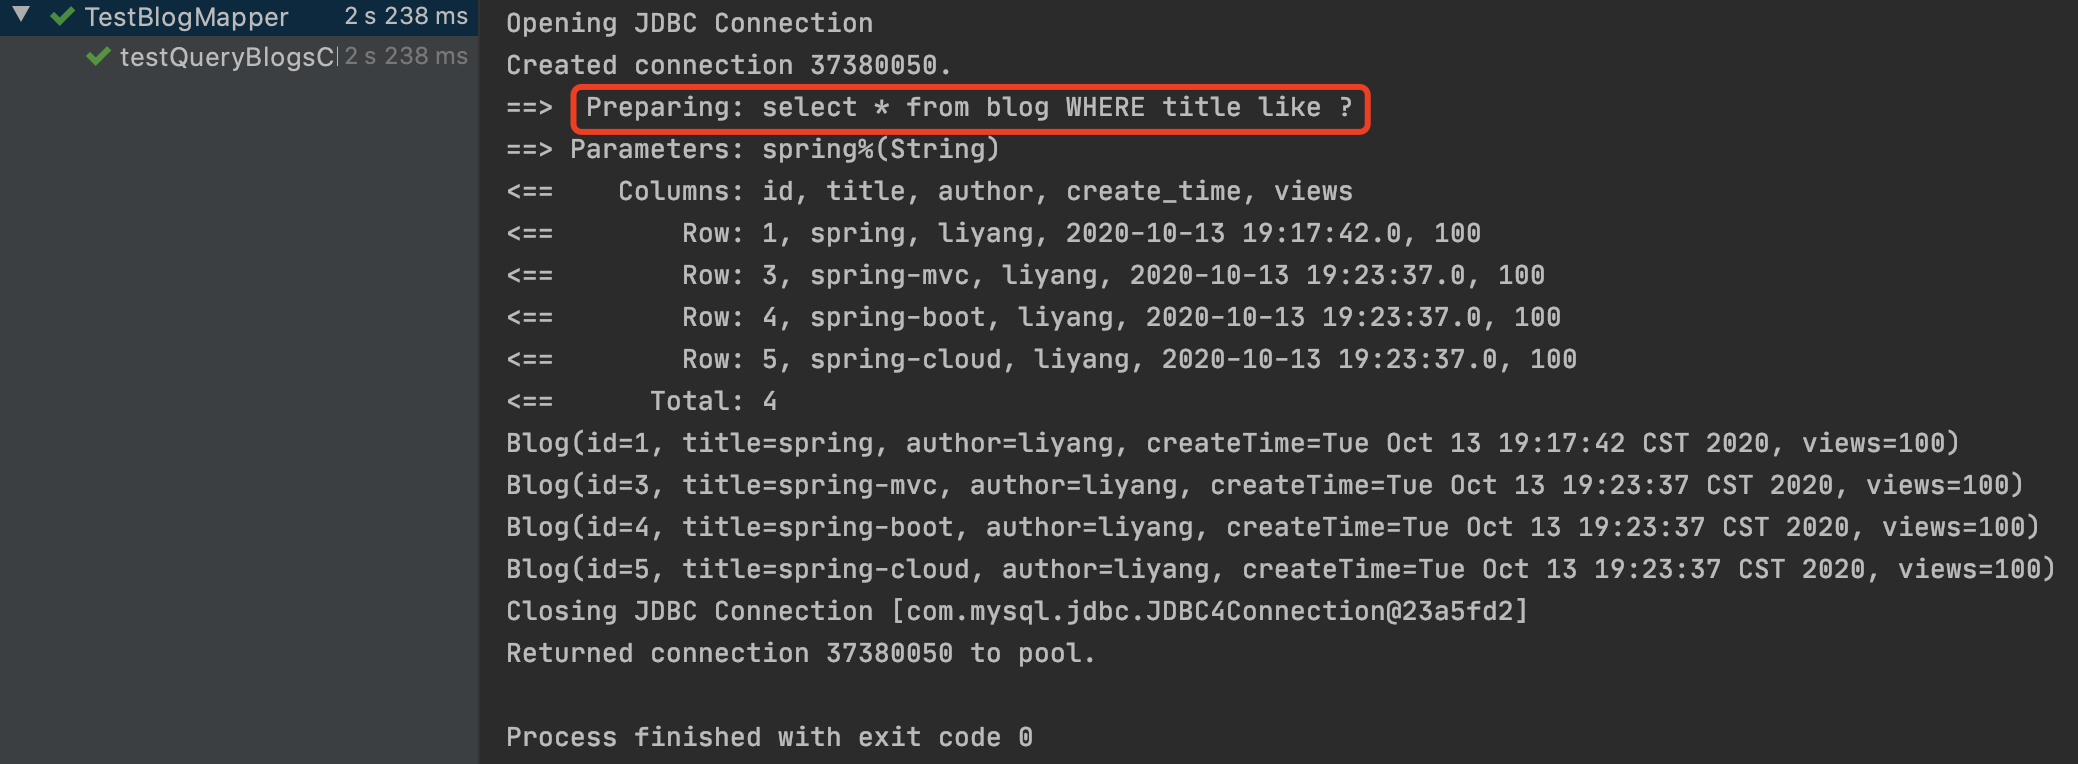 TestBlogMapper 2 s 238 ms
testQueryBlogsC 2 s 238 ms
Opening JDBC Connection
Created connection 37380050.
==>  Preparing: select * from blog WHERE title like ?
==> Parameters: spring%(String)
<==    Columns: id, title, author, create_time, views
<==        Row: 1, spring, liyang, 2020-10-13 19:17:42.0, 100
<==        Row: 3, spring-mvc, liyang, 2020-10-13 19:23:37.0, 100
<==        Row: 4, spring-boot, liyang, 2020-10-13 19:23:37.0, 100
<==        Row: 5, spring-cloud, liyang, 2020-10-13 19:23:37.0, 100
<==      Total: 4
Blog(id=1, title=spring, author=liyang, createTime=Tue Oct 13 19:17:42 CST 2020, views=100)
Blog(id=3, title=spring-mvc, author=liyang, createTime=Tue Oct 13 19:23:37 CST 2020, views=100)
Blog(id=4, title=spring-boot, author=liyang, createTime=Tue Oct 13 19:23:37 CST 2020, views=100)
Blog(id=5, title=spring-cloud, author=liyang, createTime=Tue Oct 13 19:23:37 CST 2020, views=100)
Closing JDBC Connection [com.mysql.jdbc.JDBC4Connection@23a5fd2]
Returned connection 37380050 to pool.
Process finished with exit code 0